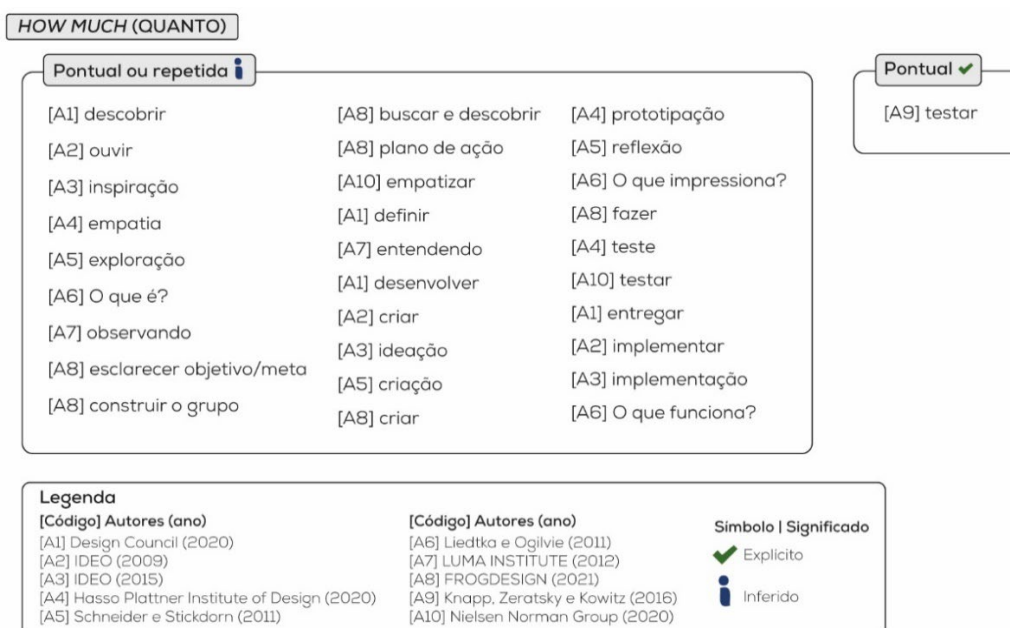 HOW MUCH (QUANTO)
Pontual ou repetida
[A1] descobrir
[A2] ouvir
[A3] inspiração
[A4] empatia
[A5] exploração
[A6] O que é?
[A7] observando
[A8] esclarecer objetivo/meta
[A8] construir o grupo
[A8] buscar e descobrir
[A8] plano de ação
[A10] empatizar
[A1] definir
[A7] entendendo
[A1] desenvolver
[A2] criar
[A3] ideação
[A5] criação
[A8] criar
[A4] prototipação
[A5] reflexão
[A6] O que impressiona?
[A8] fazer
[A4] teste
[A10] testar
[A1] entregar
[A2] implementar
[A3] implementação
[A6] O que funciona?
Pontual
[A9] testar
Legenda
[Código] Autores (ano)
[A1] Design Council (2020)
[A2] IDEO (2009)
[A3] IDEO (2015)
[A4] Hasso Plattner Institute of Design (2020)
[A5] Schneider e Stickdorn (2011)
[Código] Autores (ano)
[A6] Liedtka e Ogilvie (2011)
[A7] LUMA INSTITUTE (2012)
[A8] FROGDESIGN (2021)
[A9] Knapp, Zeratsky e Kowitz (2016)
[A10] Nielsen Norman Group (2020)
Símbolo | Significado
Explícito
Inferido